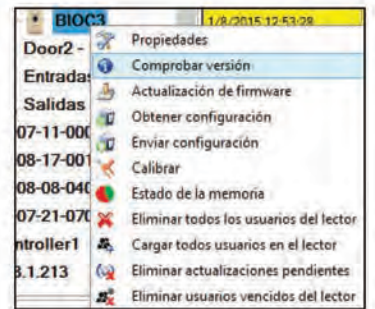 BIOC3 1/8/2015 12:53:28
Door2 -
Entradas
Salidas
07-11-000
08-17-001
08-08-040
07-21-070
ntroller1
3.1.213
Propiedades
Comprobar versión
Actualización de firmware
Obtener configuración
Enviar configuración
Calibrar
Estado de la memoria
Eliminar todos los usuarios del lector
Cargar todos usuarios en el lector
Eliminar actualizaciones pendientes
Eliminar usuarios vencidos del lector